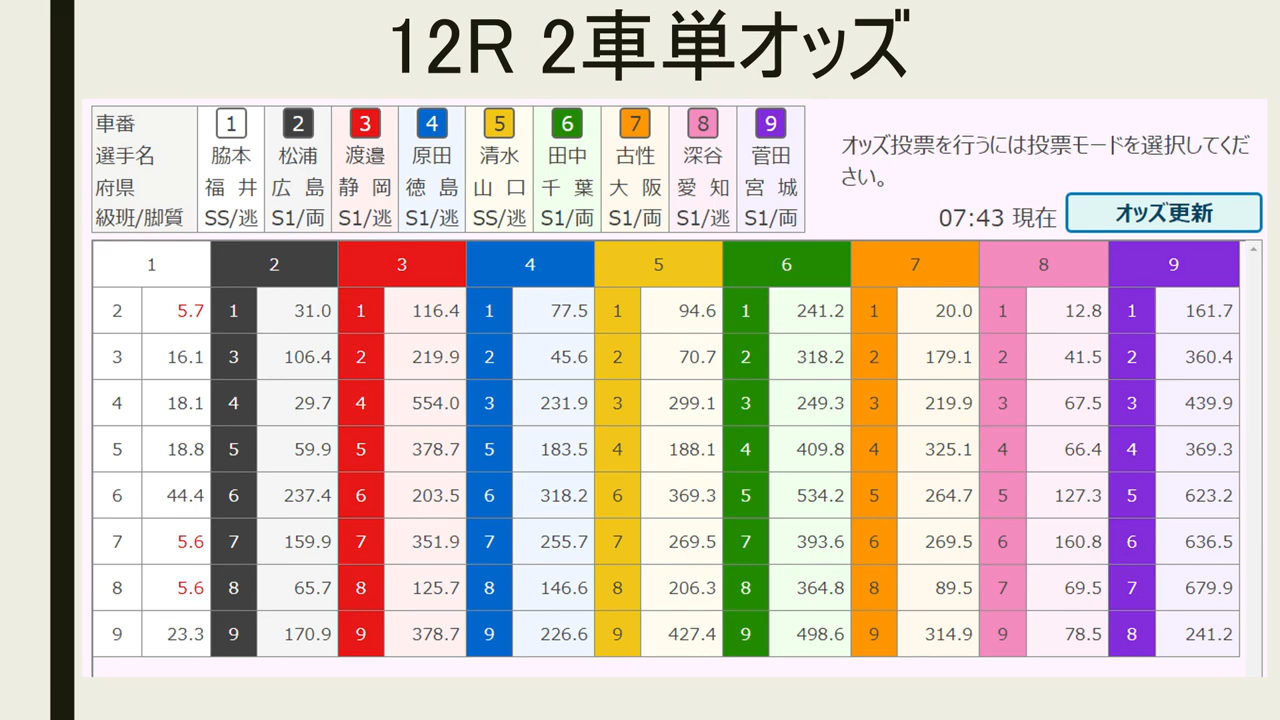 12R 2車単オッズ
車番 1 2 3 4 5 6 7 8 9
選手名 脇本 松浦 渡邉 原田 清水 田中 古性 深谷 菅田
府県 福 井 広 島 静 岡 徳 島 山 口 千 葉 大 阪 愛 知 宮 城
級班/脚質 SS/逃 S1/両 S1/逃 S1/逃 SS/逃 S1/両 S1/両 S1/逃 S1/両
オッズ投票を行うには投票モードを選択してくだ
さい。
07:43 現在 オッズ更新
1 2 3 4 5 6 7 8 9
2 5.7 1 31.0 1 116.4 1 77.5 1 94.6 1 241.2 1 20.0 1 12.8 1 161.7
3 16.1 3 106.4 2 219.9 2 45.6 2 70.7 2 318.2 2 179.1 2 41.5 2 360.4
4 18.1 4 29.7 4 554.0 3 231.9 3 299.1 3 249.3 3 219.9 3 67.5 3 439.9
5 18.8 5 59.9 5 378.7 5 183.5 4 188.1 4 409.8 4 325.1 4 66.4 4 369.3
6 44.4 6 237.4 6 203.5 6 318.2 6 369.3 5 534.2 5 264.7 5 127.3 5 623.2
7 5.6 7 159.9 7 351.9 7 255.7 7 269.5 7 393.6 6 269.5 6 160.8 6 636.5
8 5.6 8 65.7 8 125.7 8 146.6 8 206.3 8 364.8 8 89.5 7 69.5 7 679.9
9 23.3 9 170.9 9 378.7 9 226.6 9 427.4 9 498.6 9 314.9 9 78.5 8 241.2